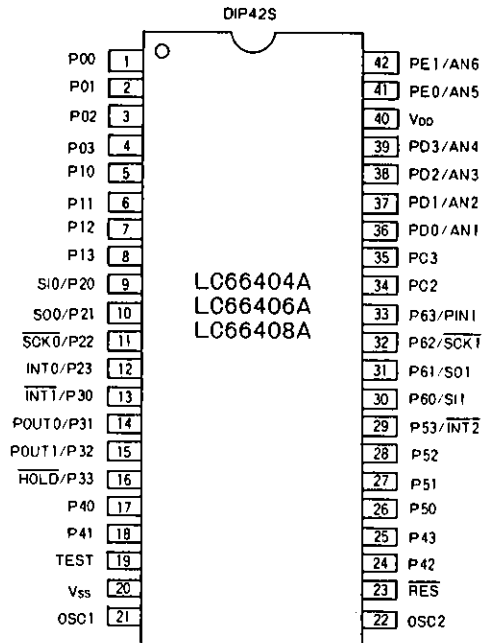 DIP42S
P00 1
P01 2
P02 3
P03 4
P10 5
P11 6
P12 7
P13 8
SI0/P20 9
SO0/P21 10
SCK0/P22 11
INT0/P23 12
INT1/P30 13
POUT0/P31 14
POUT1/P32 15
HOLD/P33 16
P40 17
P41 18
TEST 19
Vss 20
OSC1 21
LC66404A
LC66406A
LC66408A
42 PE1/AN6
41 PE0/AN5
40 VDD
39 PD3/AN4
38 PD2/AN3
37 PD1/AN2
36 PD0/AN1
35 PC3
34 PC2
33 P63/PIN1
32 P62/SCK1
31 P61/SO1
30 P60/SI1
29 P53/INT2
28 P52
27 P51
26 P50
25 P43
24 P42
23 RES
22 OSC2